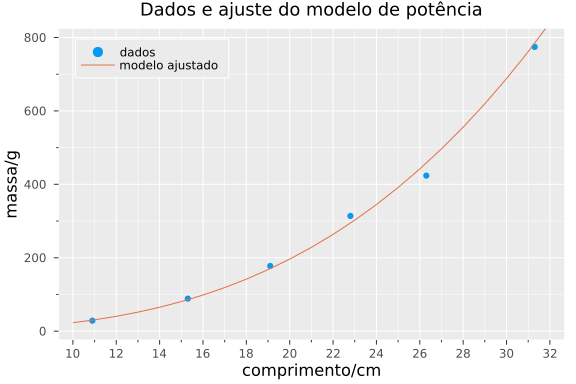 Dados e ajuste do modelo de potência
dados
modelo ajustado
massa/g
800
600
400
200
0
10 12 14 16 18 20 22 24 26 28 30 32
comprimento/cm